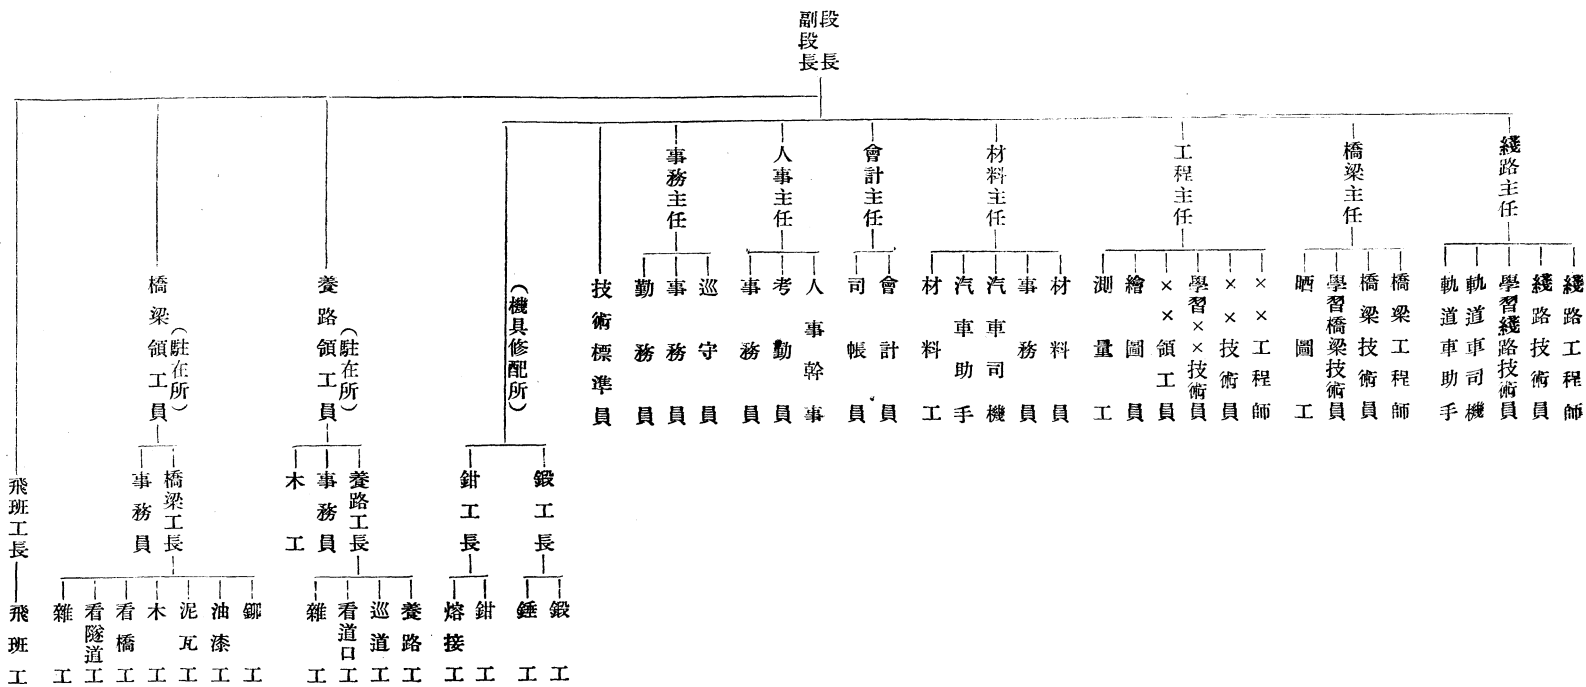 段長
副段長
綫路主任
橋梁主任
工程主任
材料主任
會計主任
人事主任
事務主任
綫路工程師
綫路技術員
學習綫路技術員
軌道車司機
軌道車助手
橋梁工程師
橋梁技術員
學習橋梁技術員
晒圖工
××工程師
××技術員
學習××技術員
××領工員
繪圖員
測量工
材料員
事務員
汽車司機
汽車助手
材料工
會計員
司帳員
人事幹事
考勤員
事務員
巡守員
事務員
勤務員
技術標準員
(機具修配所)
養路領工員
(駐在所)
橋梁領工員
(駐在所)
鍛工長
鉗工長
養路工長
事務員
木工
橋梁工長
事務員
飛班工長
鍛工
錘工
鉗工
熔接工
養路工
巡道工
看道口工
雜工
鉚工
油漆工
泥瓦工
木工
看橋工
看隧道工
雜工
飛班工